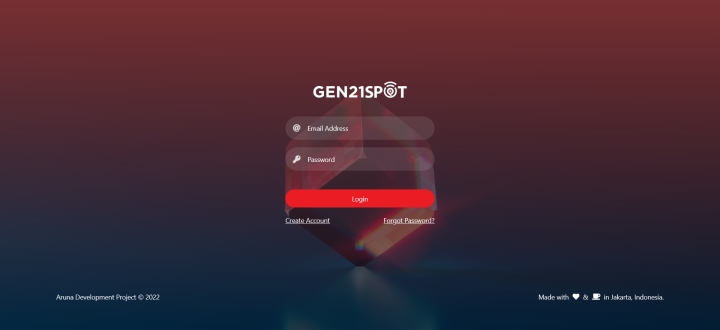 GEN21SPOT
Email Address
Password
Login
Create Account Forgot Password?
Aruna Development Project © 2022 Made with & in Jakarta, Indonesia.